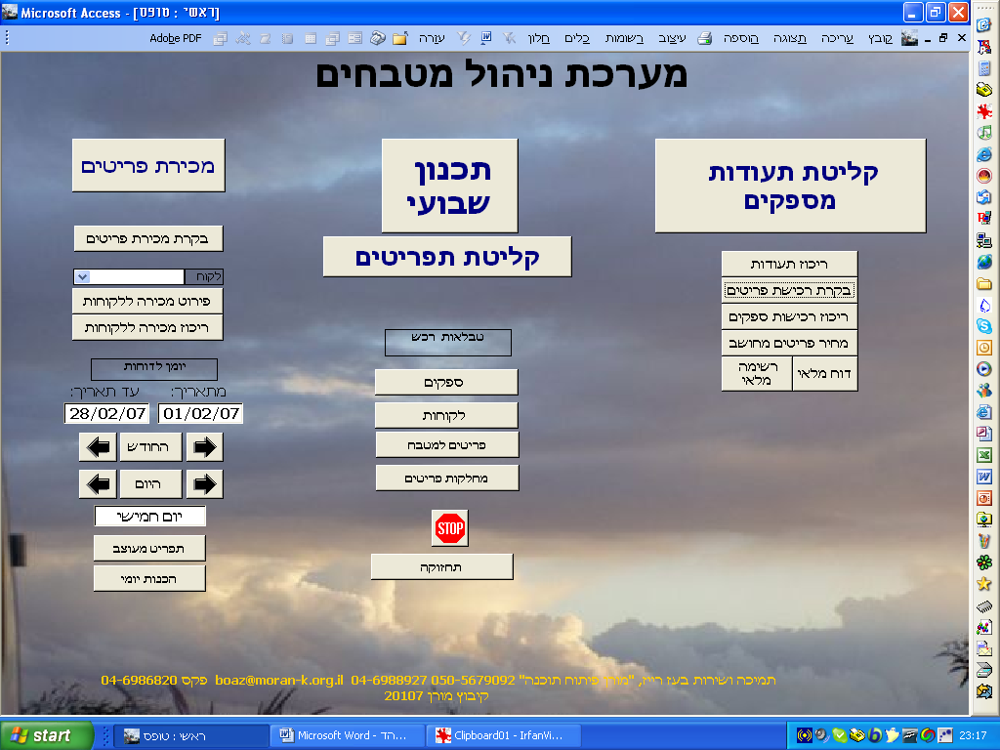 Microsoft Access - [ראשי : טופס]
קובץ עריכה תצוגה הוספה עיצוב רשומות כלים חלון עזרה Adobe PDF
מערכת ניהול מטבחים
קליטת תעודות
מספקים
ריכוז תעודות
בקרת רכישת פריטים
ריכוז רכישות ספקים
מחיר פריטים מחושב
דוח מלאי
רשימה
מלאי
תכנון
שבועי
קליטת תפריטים
טבלאות רכש
ספקים
לקוחות
פריטים למטבח
מחלקות פריטים
STOP
תחזוקה
מכירת פריטים
בקרת מכירת פריטים
לקוח
פירוט מכירה ללקוחות
ריכוז מכירה ללקוחות
יומן לדוחות
מתאריך: עד תאריך:
01/02/07 28/02/07
החודש
היום
יום חמישי
תפריט מעוצב
הכנות יומי
תמיכה ושירות בעז רייז, "מורן פיתוח תוכנה" 050-5679092 04-6988927 boaz@moran-k.org.il פקס 04-6986820
קיבוץ מורן 20107
start
ראשי : טופס
Microsoft Word - הד...
Clipboard01 - IrfanVi...
23:17